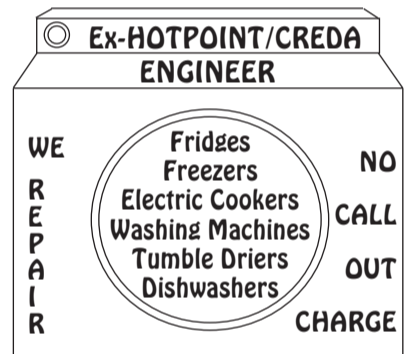 Ex-HOTPOINT/CREDA
ENGINEER
WE
REPAIR
Fridges
Freezers
Electric Cookers
Washing Machines
Tumble Driers
Dishwashers
NO
CALL
OUT
CHARGE